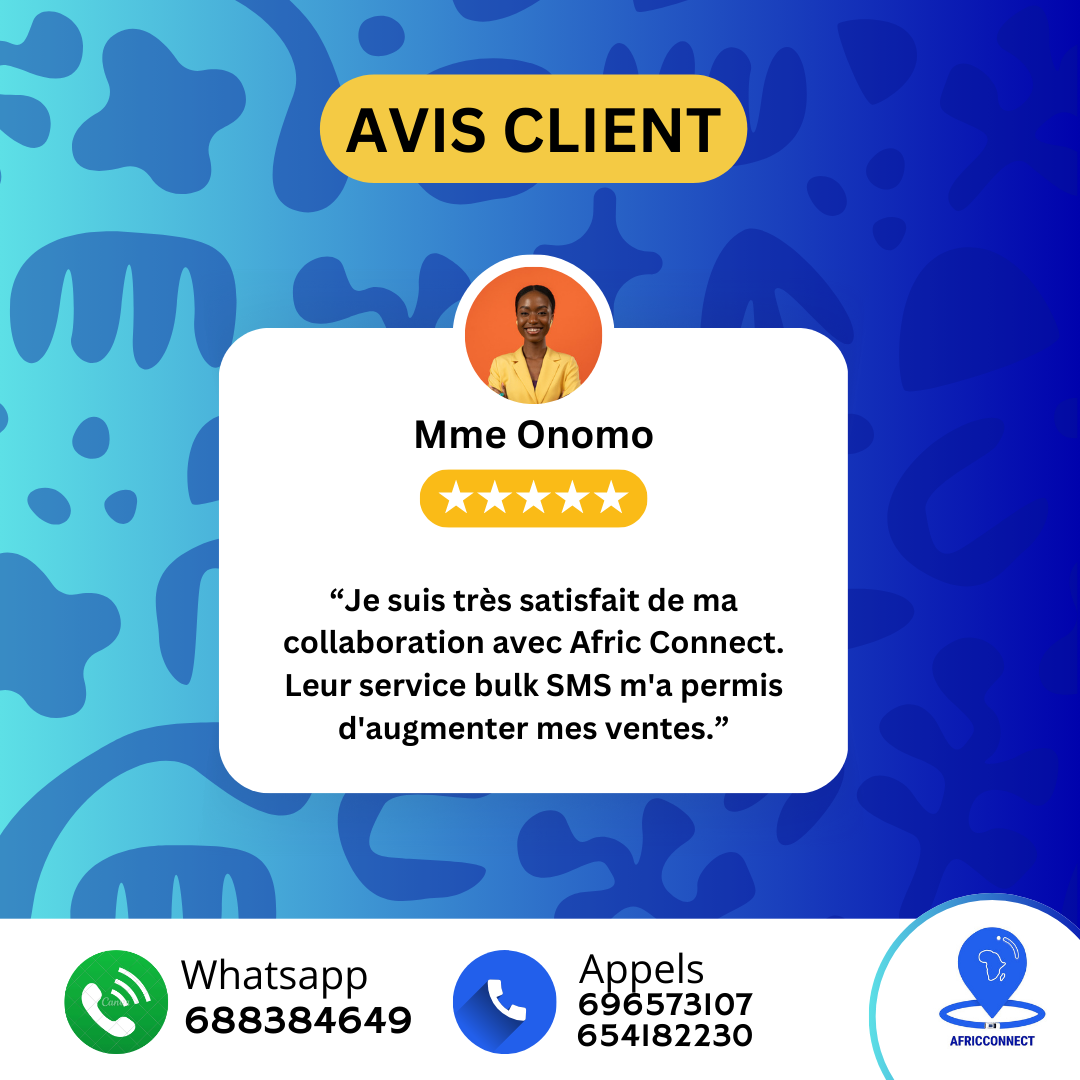 AVIS CLIENT
Mme Onomo
“Je suis très satisfait de ma
collaboration avec Afric Connect.
Leur service bulk SMS m'a permis
d'augmenter mes ventes.”
Whatsapp
688384649
Appels
696573107
654182230
AFRICCONNECT